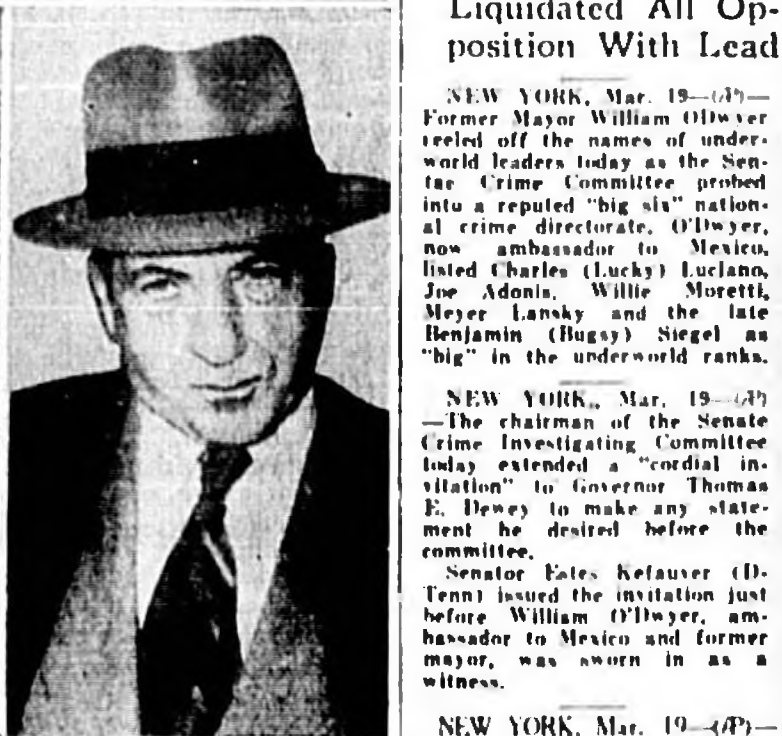 Liquidated All Op-
position With Lead
NEW YORK, Mar. 19—(AP)—
Former Mayor William O'Dwyer
reeled off the names of under-
world leaders today as the Sen-
tae Crime Committee probed
into a reputed "big six" nation-
al crime directorate. O'Dwyer,
now ambassador to Mexico,
listed Charles (Lucky) Luciano,
Joe Adonis, Willie Moretti,
Meyer Lansky and the late
Benjamin (Bugsy) Siegel as
"big" in the underworld ranks.
NEW YORK, Mar. 19—(AP)
—The chairman of the Senate
Crime Investigating Committee
today extended a "cordial in-
vitation" to Governor Thomas
E. Dewey to make any state-
ment he desired before the
committee.
Senator Estes Kefauver (D-
Tenn) issued the invitation just
before William O'Dwyer, am-
bassador to Mexico and former
mayor, was sworn in as a
witness.
NEW YORK, Mar. 19—(AP)—